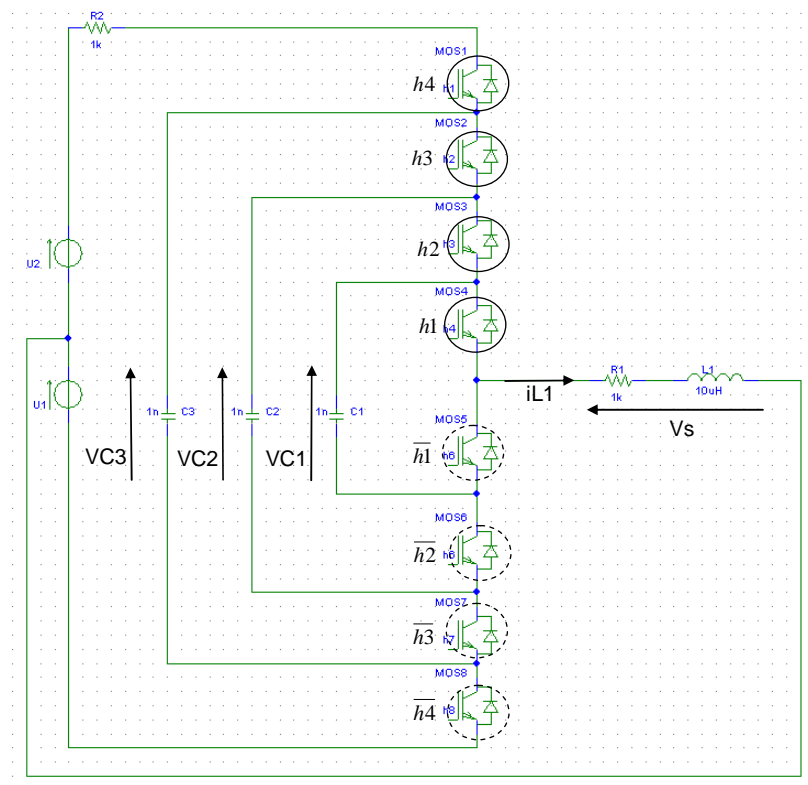 R2
1k
MOS1
h4
h1
MOS2
h3
h2
MOS3
h2
h3
MOS4
h1
h4
U2
U1
1n C3
1n C2
1n C1
VC3
VC2
VC1
iL1
R1
1k
L1
10uH
Vs
MOS5
h1
h6
MOS6
h2
h6
MOS7
h3
h7
MOS8
h4
h8